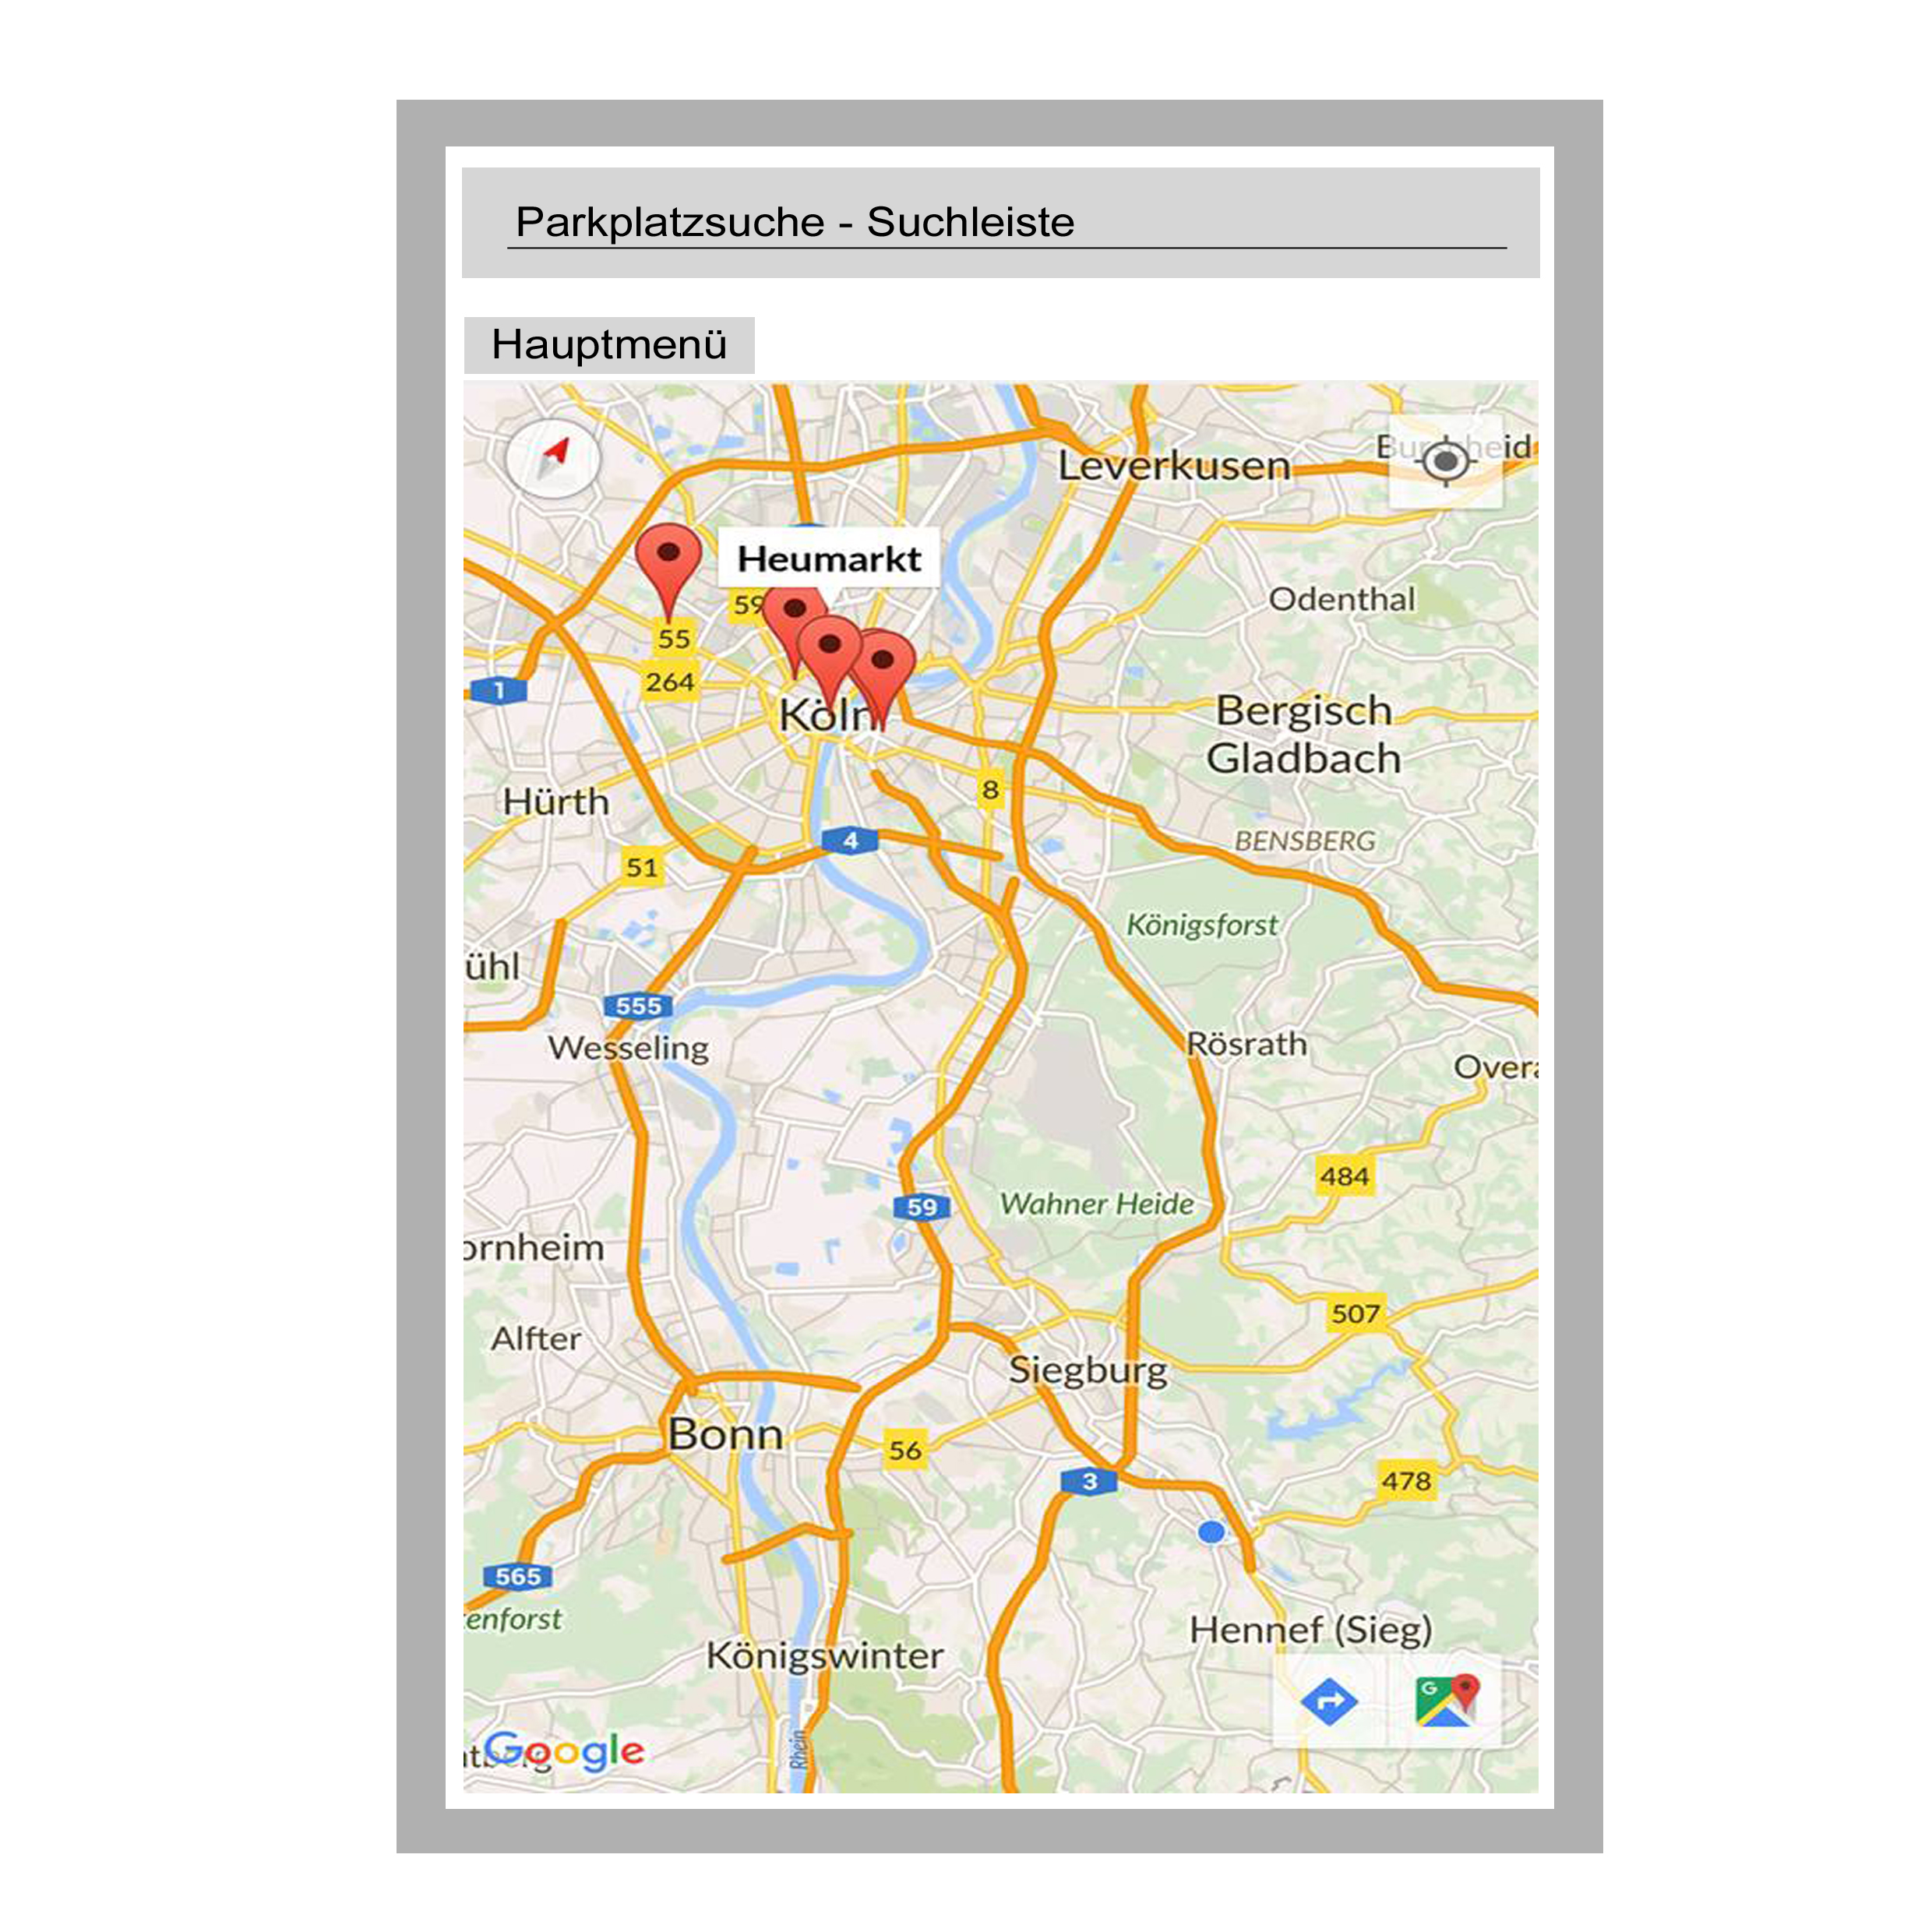 Parkplatzsuche - Suchleiste
Hauptmenü
Leverkusen
Heumarkt
Odenthal
59
55
264
1
Köln
Bergisch
Gladbach
8
Hürth
4
BENSBERG
51
Königsforst
ühl
555
Wesseling
Rösrath
Overa
484
59
Wahner Heide
ornheim
507
Alfter
Siegburg
Bonn
56
3
478
565
enforst
Hennef (Sieg)
Königswinter
G
Rhein
Google